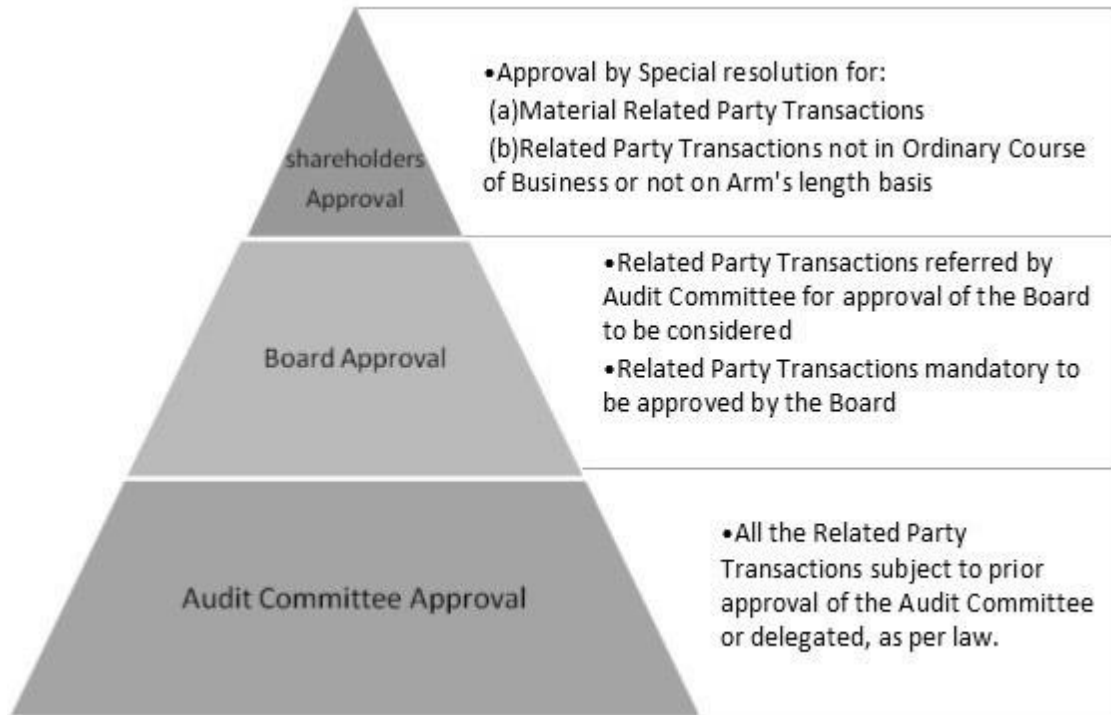 •Approval by Special resolution for:
(a)Material Related Party Transactions
(b)Related Party Transactions not in Ordinary Course
of Business or not on Arm's length basis
shareholders
Approval
•Related Party Transactions referred by
Audit Committee for approval of the Board
to be considered
•Related Party Transactions mandatory to
be approved by the Board
Board Approval
•All the Related Party
Transactions subject to prior
approval of the Audit Committee
or delegated, as per law.
Audit Committee Approval